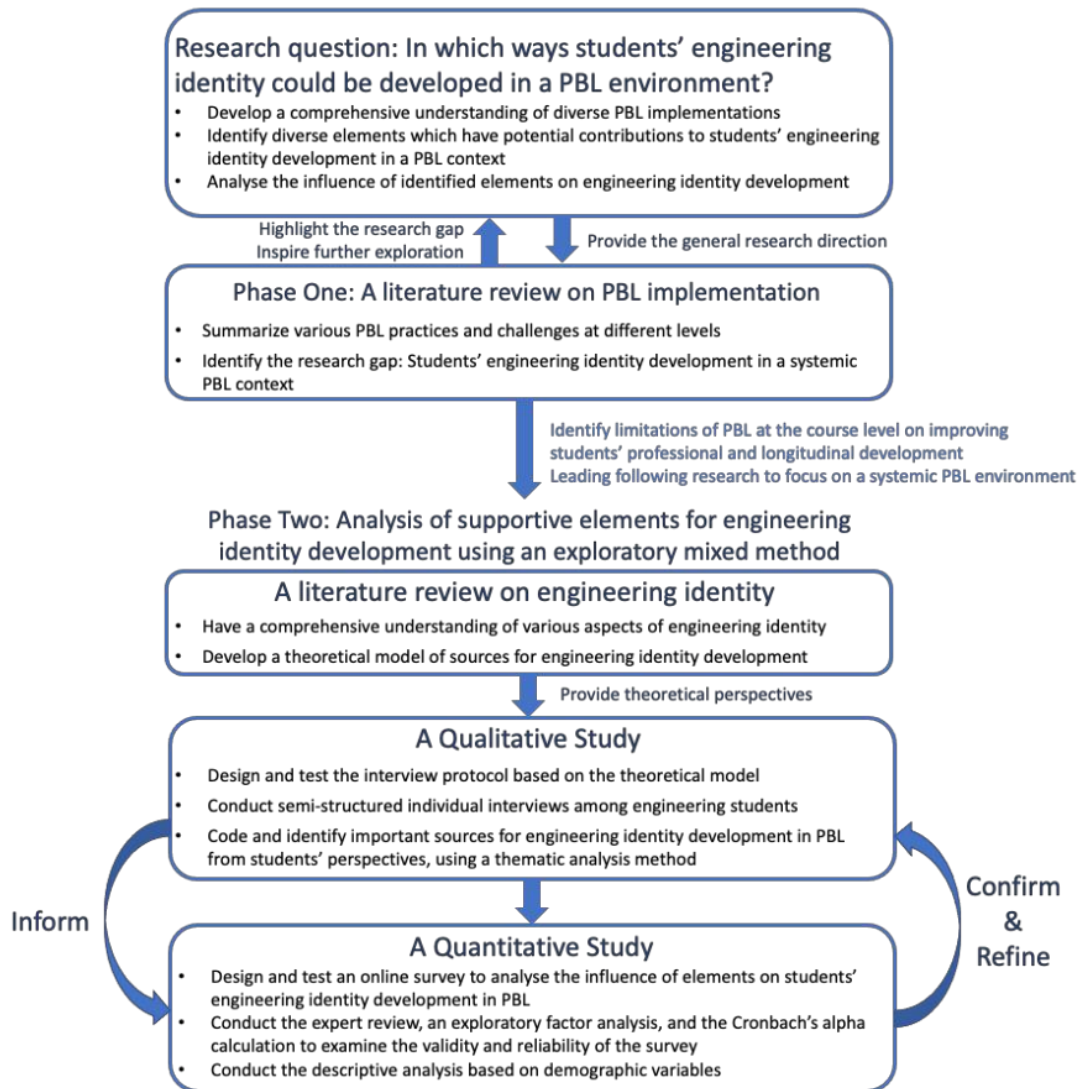 Research question: In which ways students' engineering
identity could be developed in a PBL environment?
• Develop a comprehensive understanding of diverse PBL implementations
• Identify diverse elements which have potential contributions to students' engineering
identity development in a PBL context
• Analyse the influence of identified elements on engineering identity development
Highlight the research gap
Inspire further exploration
Provide the general research direction
Phase One: A literature review on PBL implementation
• Summarize various PBL practices and challenges at different levels
• Identify the research gap: Students' engineering identity development in a systemic
PBL context
Identify limitations of PBL at the course level on improving
students' professional and longitudinal development
Leading following research to focus on a systemic PBL environment
Phase Two: Analysis of supportive elements for engineering
identity development using an exploratory mixed method
A literature review on engineering identity
• Have a comprehensive understanding of various aspects of engineering identity
• Develop a theoretical model of sources for engineering identity development
Provide theoretical perspectives
A Qualitative Study
• Design and test the interview protocol based on the theoretical model
• Conduct semi-structured individual interviews among engineering students
• Code and identify important sources for engineering identity development in PBL
from students' perspectives, using a thematic analysis method
Inform
Confirm
&
Refine
A Quantitative Study
• Design and test an online survey to analyse the influence of elements on students'
engineering identity development in PBL
• Conduct the expert review, an exploratory factor analysis, and the Cronbach's alpha
calculation to examine the validity and reliability of the survey
• Conduct the descriptive analysis based on demographic variables